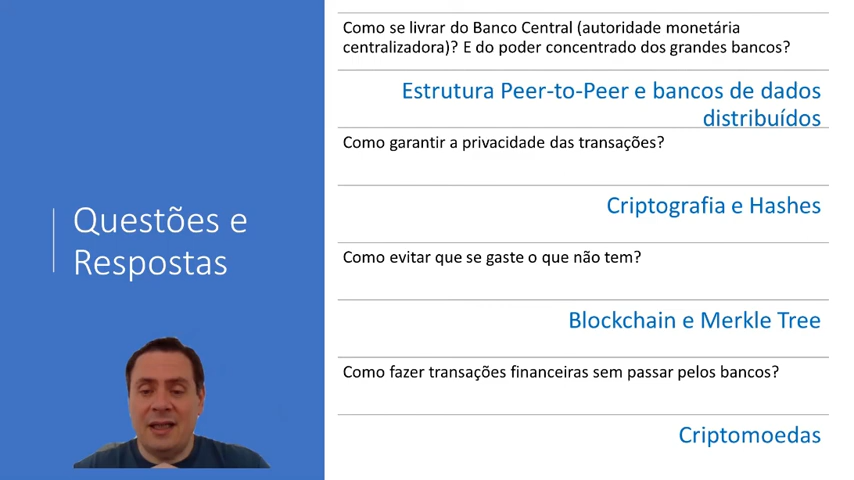 Questões e
Respostas
Como se livrar do Banco Central (autoridade monetária
centralizadora)? E do poder concentrado dos grandes bancos?
Estrutura Peer-to-Peer e bancos de dados
distribuídos
Como garantir a privacidade das transações?
Criptografia e Hashes
Como evitar que se gaste o que não tem?
Blockchain e Merkle Tree
Como fazer transações financeiras sem passar pelos bancos?
Criptomoedas